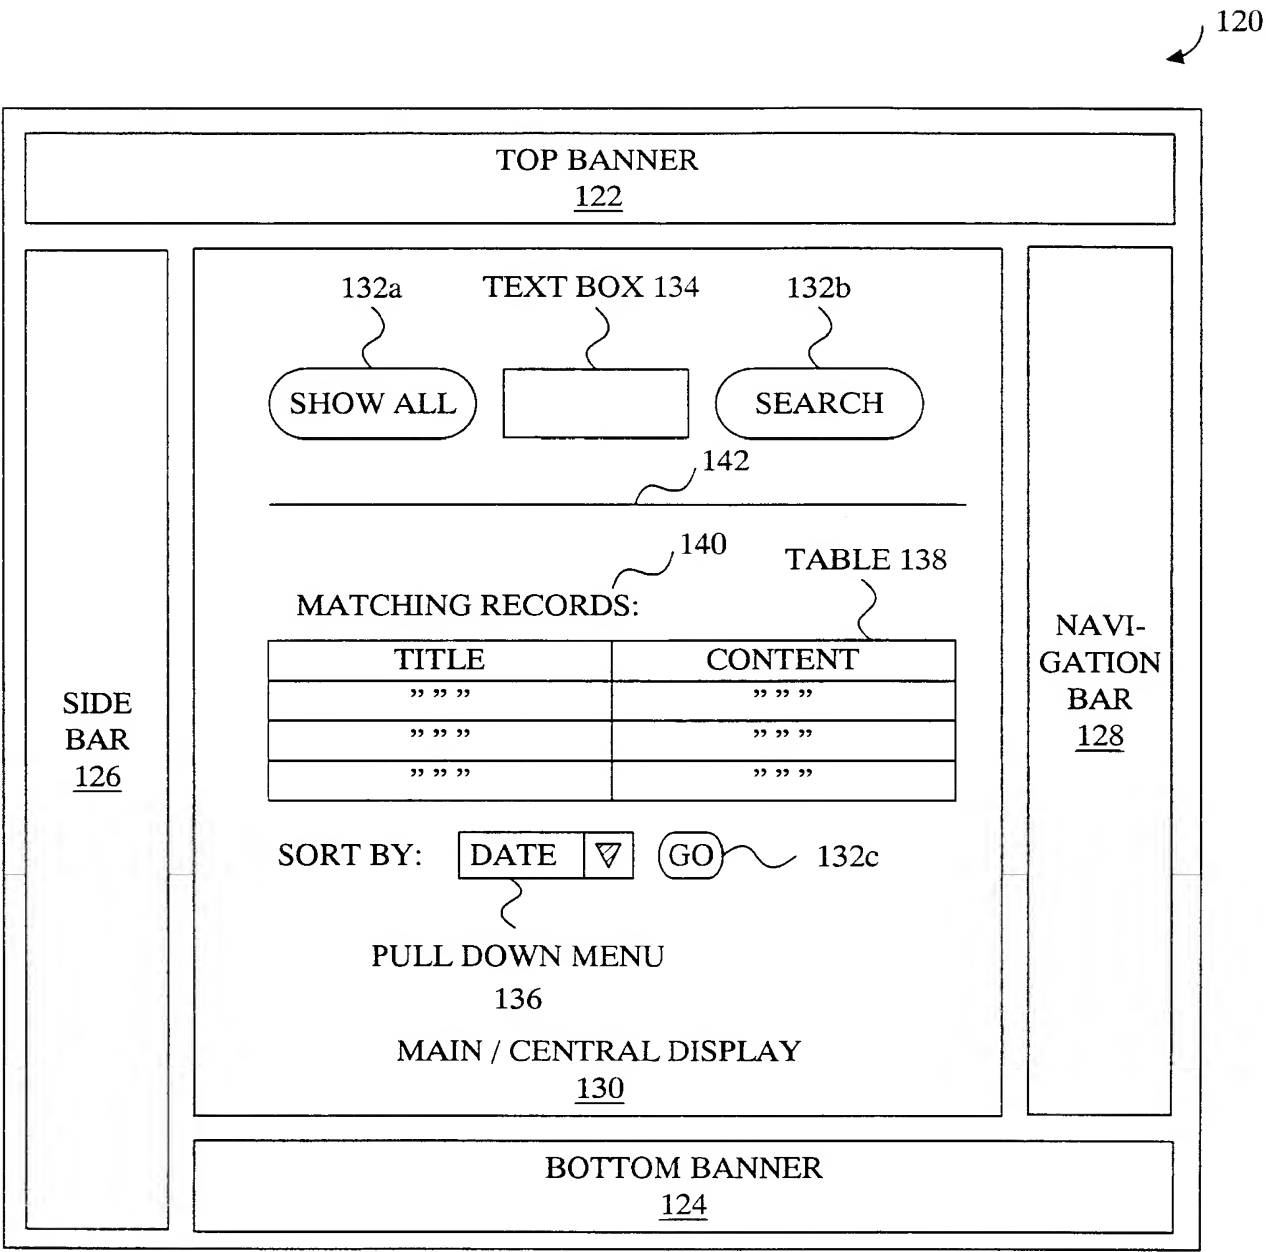 120
TOP BANNER
122
132a TEXT BOX 134 132b
SHOW ALL SEARCH
142
140
TABLE 138
MATCHING RECORDS:
TITLE CONTENT
” ” ” ” ” ”
” ” ” ” ” ”
” ” ” ” ” ”
SORT BY: DATE GO 132c
PULL DOWN MENU
136
MAIN / CENTRAL DISPLAY
130
SIDE
BAR
126
NAVI-
GATION
BAR
128
BOTTOM BANNER
124